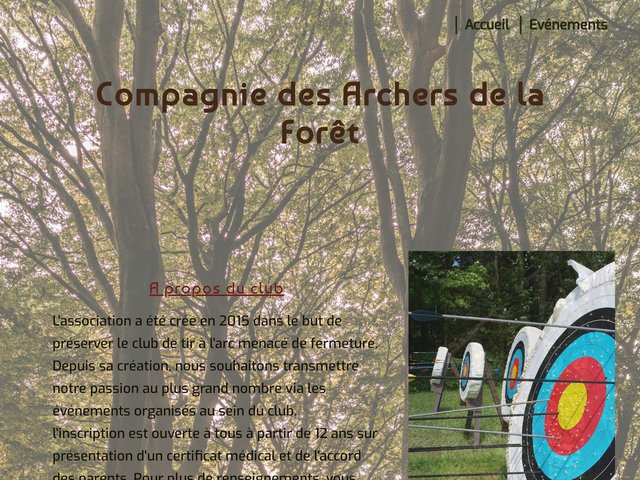 Accueil
Evénements
Compagnie des Archers de la
Forêt
A propos du club
L'association a été crée en 2015 dans le but de
préserver le club de tir à l'arc menace de fermeture.
Depuis sa création, nous souhaitons transmettre
notre passion au plus grand nombre via les
événements organisés au sein du club.
l'inscription est ouverte à tous à partir de 12 ans sur
présentation d'un certificat médical et de l'accord
des parents. Pour plus de renseignements, vous